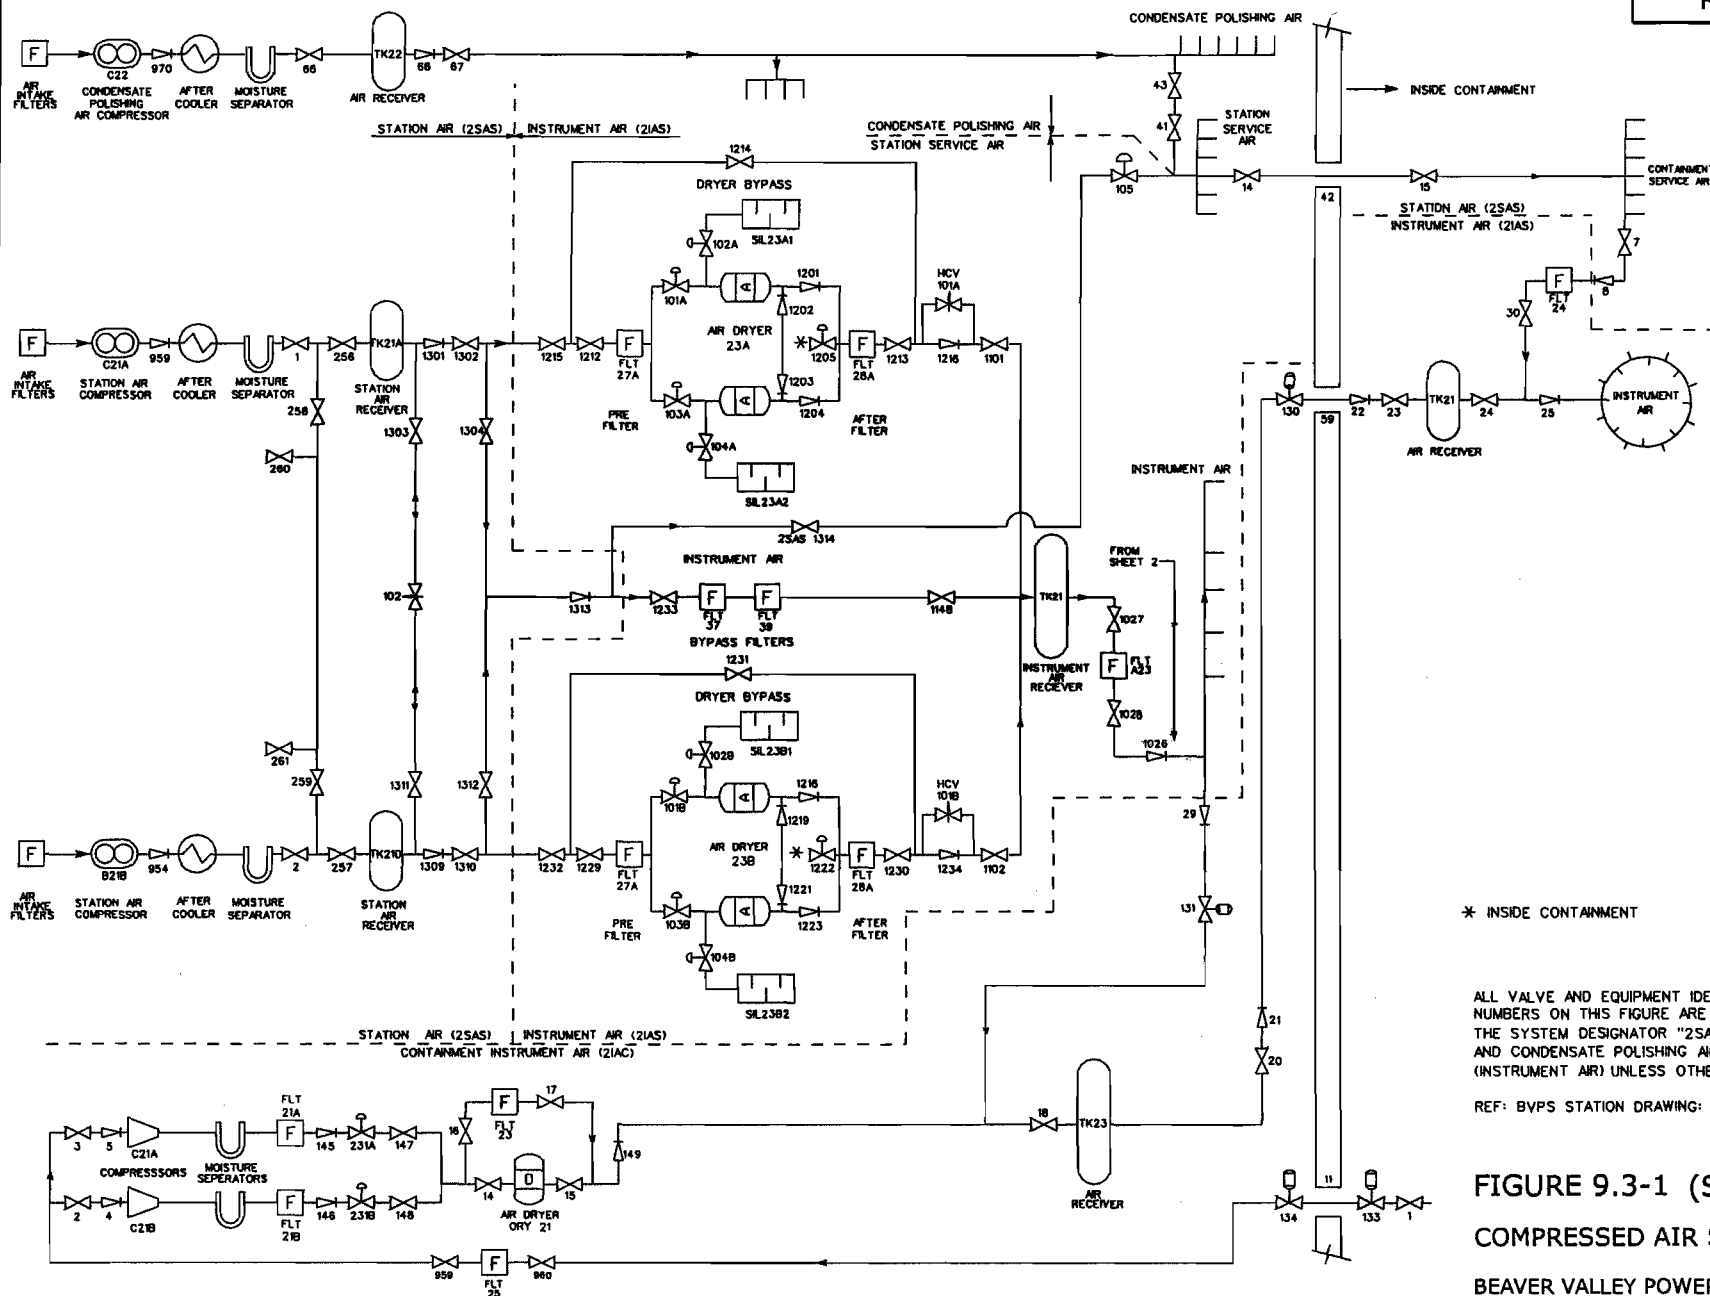 CONDENSATE POLISHING AIR
F
C22
970
66
TK22
68
67
AIR
INTAKE
FILTERS
CONDENSATE
POLISHING
AIR COMPRESSOR
AFTER
COOLER
MOISTURE
SEPARATOR
AIR RECEIVER
43
INSIDE CONTAINMENT
STATION AIR (2SAS)
INSTRUMENT AIR (2IAS)
CONDENSATE POLISHING AIR
STATION SERVICE AIR
41
STATION
SERVICE
AIR
1214
DRYER BYPASS
105
14
15
CONTAINMENT
SERVICE AIR
42
STATION AIR (2SAS)
INSTRUMENT AIR (2IAS)
SIL23A1
102A
7
101A
A
1201
1202
HCV
101A
F
FLT
24
8
30
AIR DRYER
23A
F
C21A
959
1
256
TK21A
1301
1302
1215
1212
F
FLT
27A
*
1205
F
FLT
28A
1213
1216
1101
AIR
INTAKE
FILTERS
STATION AIR
COMPRESSOR
AFTER
COOLER
MOISTURE
SEPARATOR
STATION
AIR
RECEIVER
258
1303
1304
103A
A
1203
1204
PRE
FILTER
AFTER
FILTER
104A
SIL23A2
130
22
23
TK21
24
25
INSTRUMENT
AIR
AIR RECEIVER
59
260
INSTRUMENT AIR
2SAS 1314
INSTRUMENT AIR
FROM
SHEET 2
102
1313
1233
F
FLT
37
F
FLT
39
1148
TK21
1027
BYPASS FILTERS
INSTRUMENT
AIR
RECIEVER
F
FLT
A23
1028
1026
1231
DRYER BYPASS
SIL23B1
102B
261
259
1311
1312
101B
A
1216
1219
HCV
101B
29
AIR DRYER
23B
F
B21B
954
2
257
TK21D
1309
1310
1232
1229
F
FLT
27A
*
1222
F
FLT
28A
1230
1234
1102
AIR
INTAKE
FILTERS
STATION AIR
COMPRESSOR
AFTER
COOLER
MOISTURE
SEPARATOR
STATION
AIR
RECEIVER
103B
A
1221
1223
PRE
FILTER
AFTER
FILTER
104B
SIL23B2
131
* INSIDE CONTAINMENT
ALL VALVE AND EQUIPMENT IDE
NUMBERS ON THIS FIGURE ARE
THE SYSTEM DESIGNATOR "2SA
AND CONDENSATE POLISHING AI
(INSTRUMENT AIR) UNLESS OTHE
REF: BVPS STATION DRAWING:
STATION AIR (2SAS)
INSTRUMENT AIR (2IAS)
CONTAINMENT INSTRUMENT AIR (2IAC)
21
20
FLT
21A
F
3
5
C21A
145
231A
147
16
F
FLT
23
17
149
18
TK23
AIR
RECEIVER
COMPRESSSORS
MOISTURE
SEPERATORS
2
4
C21B
F
FLT
21B
146
231B
148
14
D
15
AIR DRYER
DRY 21
959
F
FLT
25
960
11
134
133
1
FIGURE 9.3-1 (S
COMPRESSED AIR S
BEAVER VALLEY POWER